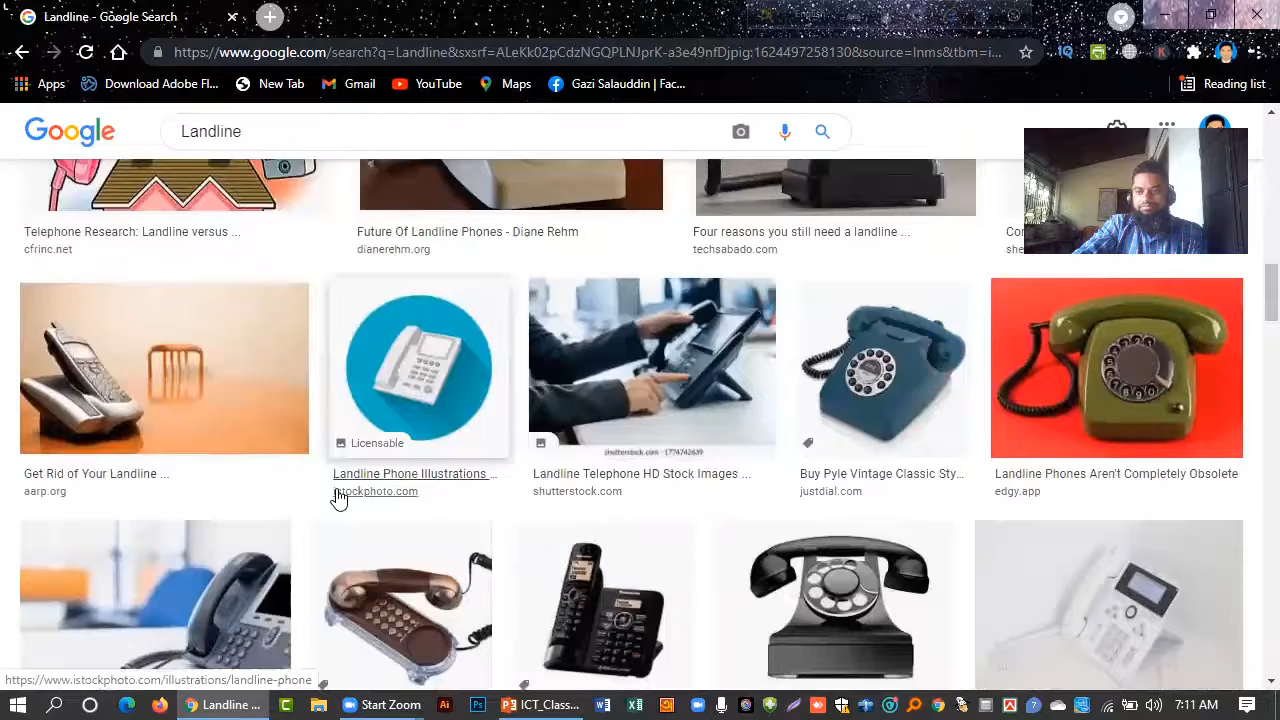 Landline - Google Search
https://www.google.com/search?q=Landline&sxsrf=ALeKk02pCdzNGQPLNJprK-a3e49nfDjpig:1624497258130&source=lnms&tbm=i...
Apps
Download Adobe Fl...
New Tab
Gmail
YouTube
Maps
Gazi Salauddin | Fac...
Reading list
Google
Landline
Telephone Research: Landline versus ...
cfrinc.net
Future Of Landline Phones - Diane Rehm
dianerehm.org
Four reasons you still need a landline ...
techsabado.com
Con
she
Licensable
shutterstock.com · 1774742639
Get Rid of Your Landline ...
aarp.org
Landline Phone Illustrations ...
istockphoto.com
Landline Telephone HD Stock Images ...
shutterstock.com
Buy Pyle Vintage Classic Sty...
justdial.com
Landline Phones Aren't Completely Obsolete
edgy.app
https://www.istockphoto.com/illustrations/landline-phone
Landline ...
Start Zoom
ICT_Class...
7:11 AM